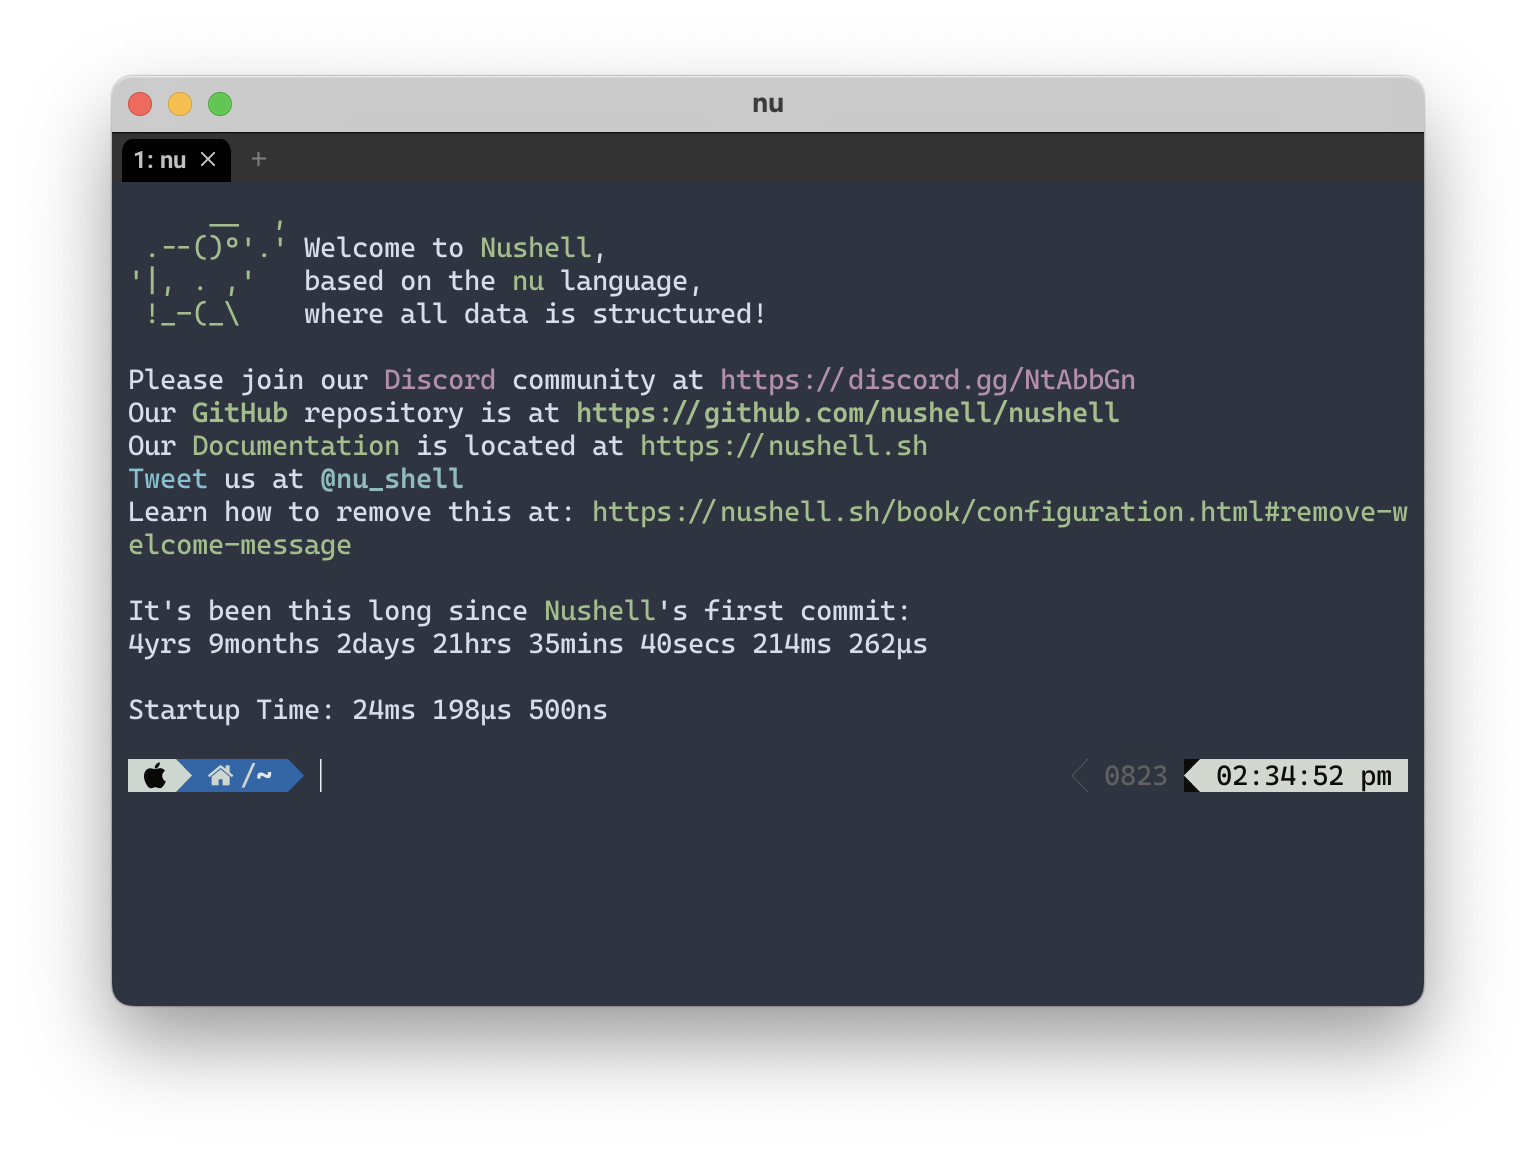 nu
1: nu × +
     __  ,
 .--()°'.' Welcome to Nushell,
'|, . ,'   based on the nu language,
 !_-(_\    where all data is structured!
Please join our Discord community at https://discord.gg/NtAbbGn
Our GitHub repository is at https://github.com/nushell/nushell
Our Documentation is located at https://nushell.sh
Tweet us at @nu_shell
Learn how to remove this at: https://nushell.sh/book/configuration.html#remove-w
elcome-message
It's been this long since Nushell's first commit:
4yrs 9months 2days 21hrs 35mins 40secs 214ms 262µs
Startup Time: 24ms 198µs 500ns
/~ 0823 02:34:52 pm